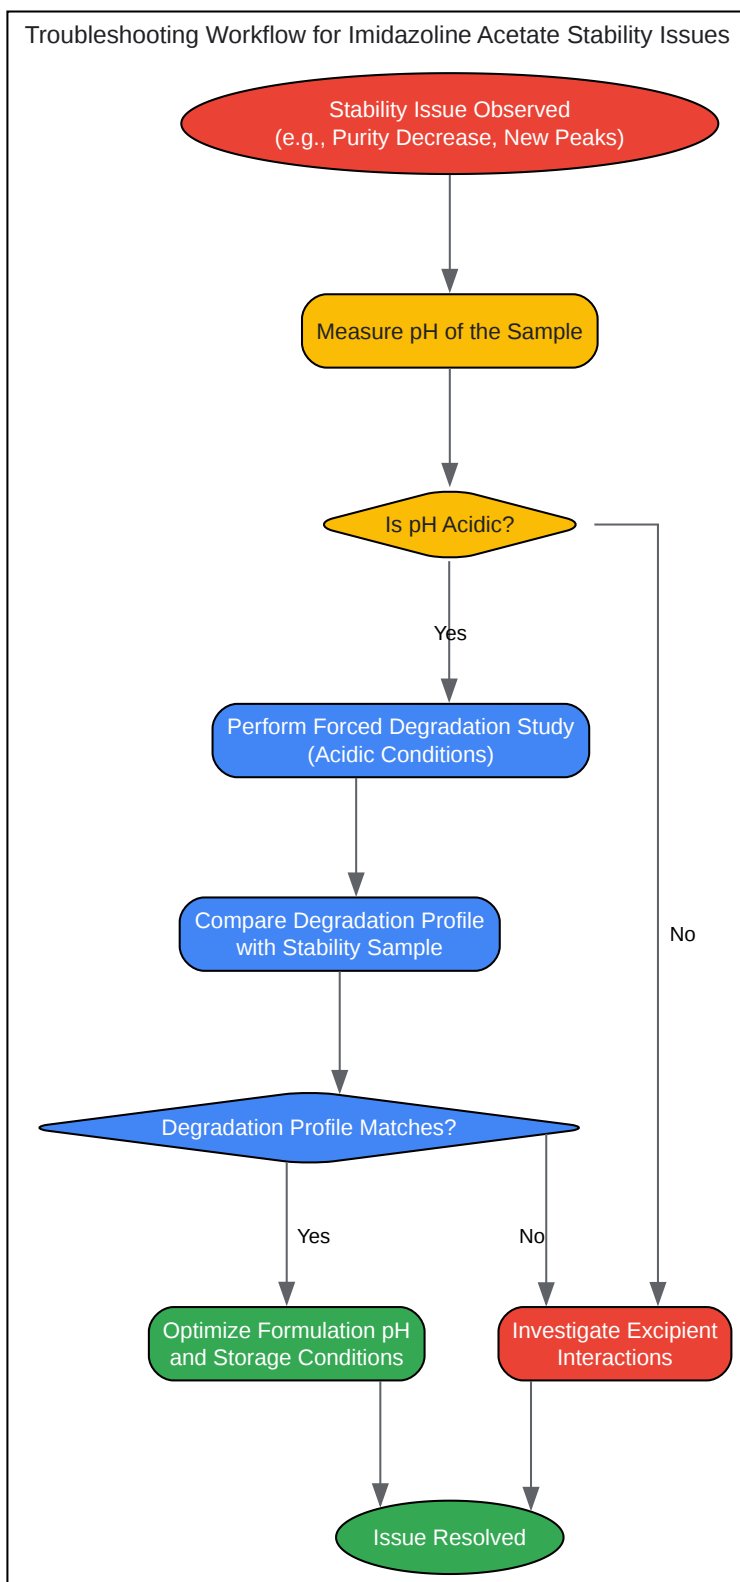 Troubleshooting Workflow for Imidazoline Acetate Stability Issues
Stability Issue Observed
(e.g., Purity Decrease, New Peaks)
Measure pH of the Sample
Is pH Acidic?
Yes
Perform Forced Degradation Study
(Acidic Conditions)
Compare Degradation Profile
with Stability Sample
No
Degradation Profile Matches?
Yes
No
Optimize Formulation pH
and Storage Conditions
Investigate Excipient
Interactions
Issue Resolved